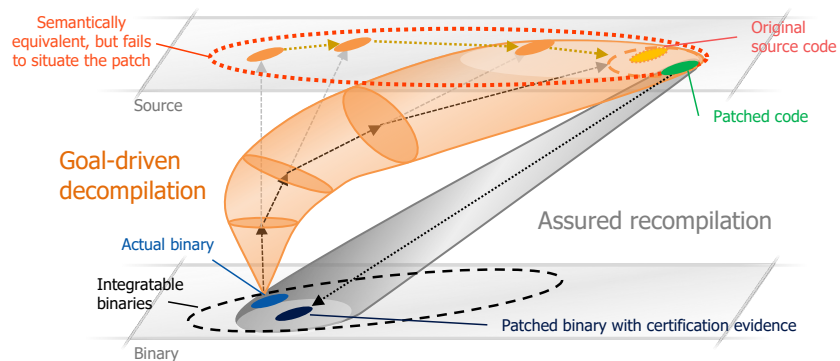 Semantically
equivalent, but fails
to situate the patch
Original
source code
Source
Patched code
Goal-driven
decompilation
Assured recompilation
Actual binary
Integratable
binaries
Patched binary with certification evidence
Binary